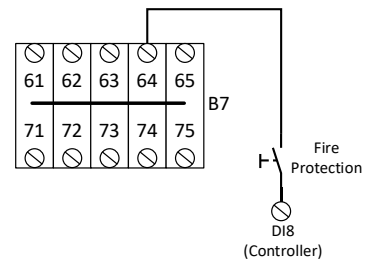 61 62 63 64 65
B7
71 72 73 74 75
Fire
Protection
DI8
(Controller)